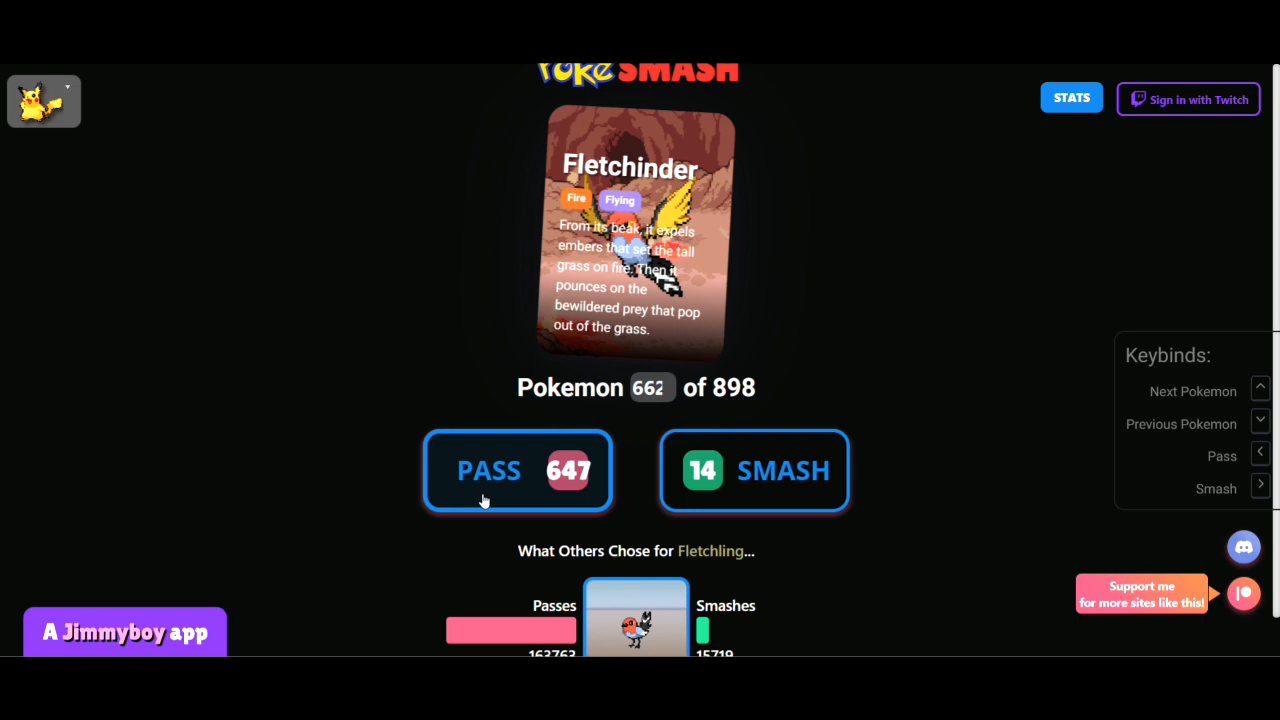 Poké SMASH
STATS
Sign in with Twitch
Fletchinder
Fire Flying
From its beak, it expels
embers that set the tall
grass on fire. Then it
pounces on the
bewildered prey that pop
out of the grass.
Pokemon 662 of 898
PASS 647
14 SMASH
Keybinds:
Next Pokemon
Previous Pokemon
Pass
Smash
What Others Chose for Fletchling...
Passes
Smashes
163763
15719
Support me
for more sites like this!
A Jimmyboy app